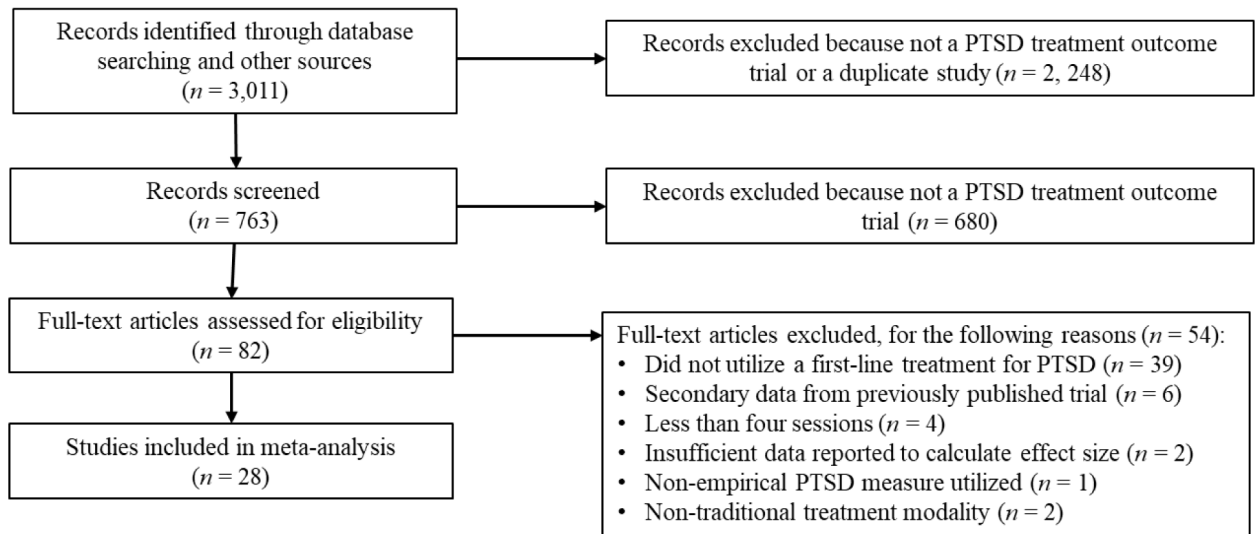 Records identified through database
searching and other sources
(n = 3,011)
Records excluded because not a PTSD treatment outcome
trial or a duplicate study (n = 2, 248)
Records screened
(n = 763)
Records excluded because not a PTSD treatment outcome
trial (n = 680)
Full-text articles assessed for eligibility
(n = 82)
Full-text articles excluded, for the following reasons (n = 54):
• Did not utilize a first-line treatment for PTSD (n = 39)
• Secondary data from previously published trial (n = 6)
• Less than four sessions (n = 4)
• Insufficient data reported to calculate effect size (n = 2)
• Non-empirical PTSD measure utilized (n = 1)
• Non-traditional treatment modality (n = 2)
Studies included in meta-analysis
(n = 28)